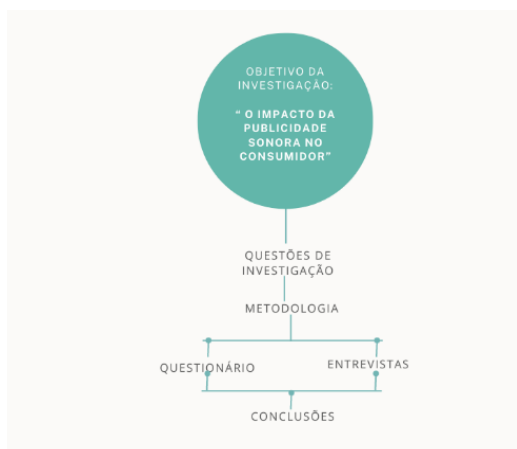 OBJETIVO DA
INVESTIGAÇÃO:
“ O IMPACTO DA
PUBLICIDADE
SONORA NO
CONSUMIDOR”
QUESTÕES DE
INVESTIGAÇÃO
METODOLOGIA
QUESTIONÁRIO
ENTREVISTAS
CONCLUSÕES